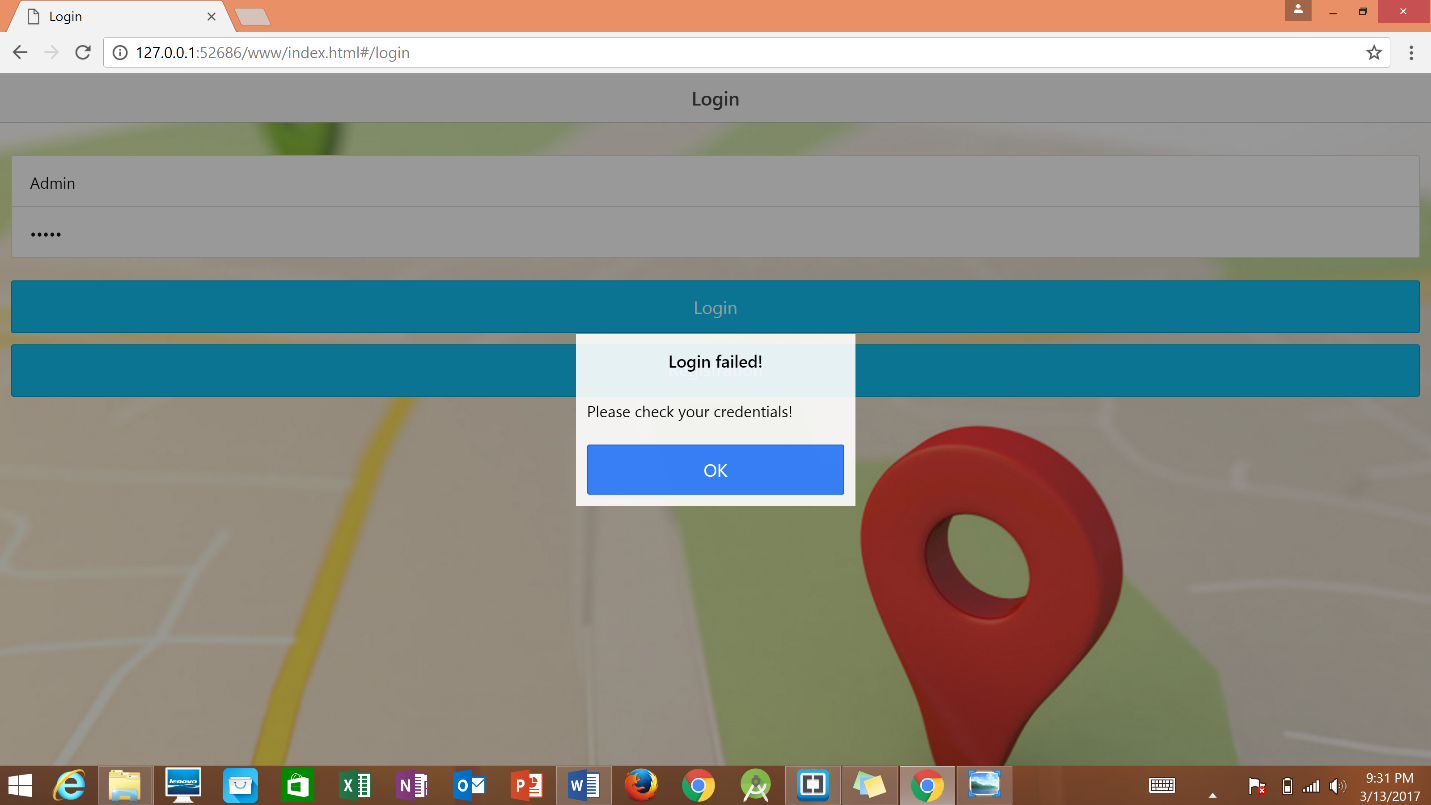 Login
127.0.0.1:52686/www/index.html#/login
Login
Admin
•••••
Login
Login failed!
Please check your credentials!
OK
lenovo
9:31 PM
3/13/2017